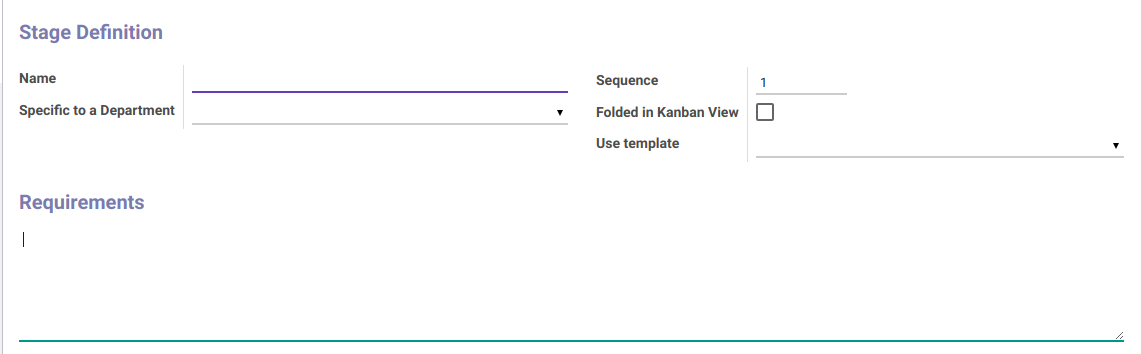 Stage Definition
Name
Specific to a Department
Sequence
1
Folded in Kanban View
Use template
Requirements